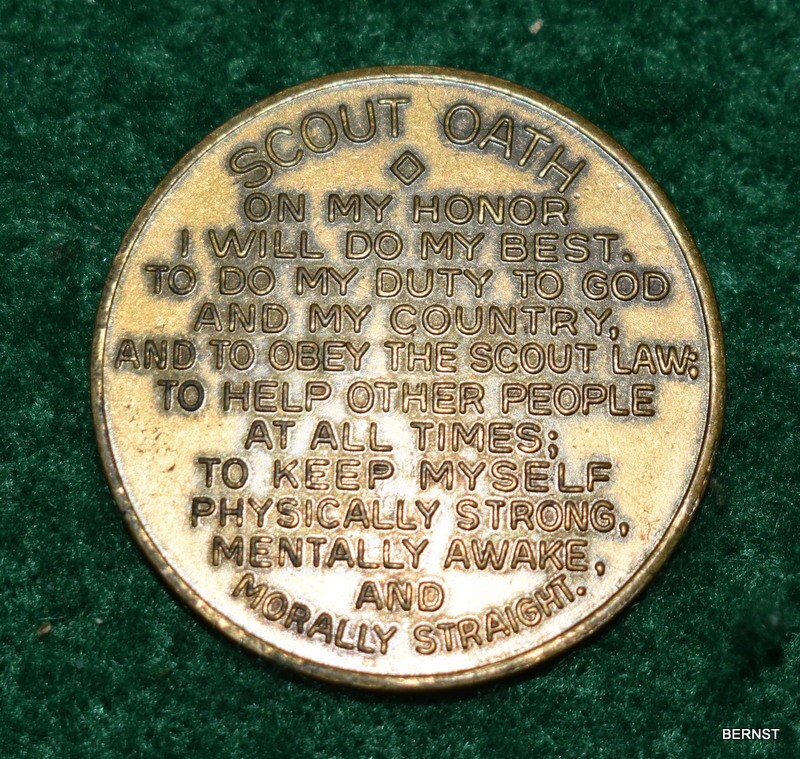 SCOUT OATH
ON MY HONOR
I WILL DO MY BEST.
TO DO MY DUTY TO GOD
AND MY COUNTRY,
AND TO OBEY THE SCOUT LAW;
TO HELP OTHER PEOPLE
AT ALL TIMES;
TO KEEP MYSELF
PHYSICALLY STRONG,
MENTALLY AWAKE,
AND
MORALLY STRAIGHT.
BERNST